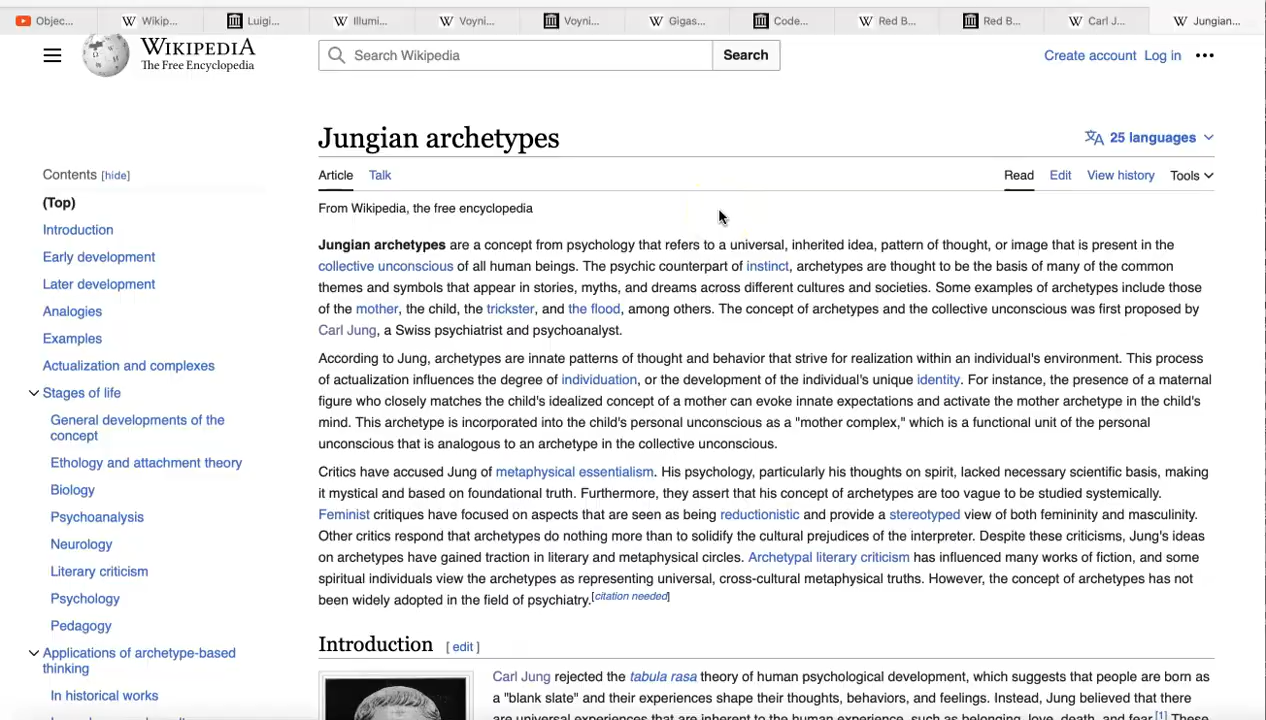 Objec...
Wikip...
Luigi...
Illumi...
Voyni...
Voyni...
Gigas...
Code...
Red B...
Red B...
Carl J...
Jungian...
WIKIPEDIA
The Free Encyclopedia
Search Wikipedia
Search
Create account
Log in
Jungian archetypes
25 languages
Article
Talk
Read
Edit
View history
Tools
From Wikipedia, the free encyclopedia
Contents [hide]
(Top)
Introduction
Early development
Later development
Analogies
Examples
Actualization and complexes
Stages of life
General developments of the
concept
Ethology and attachment theory
Biology
Psychoanalysis
Neurology
Literary criticism
Psychology
Pedagogy
Applications of archetype-based
thinking
In historical works
Jungian archetypes are a concept from psychology that refers to a universal, inherited idea, pattern of thought, or image that is present in the
collective unconscious of all human beings. The psychic counterpart of instinct, archetypes are thought to be the basis of many of the common
themes and symbols that appear in stories, myths, and dreams across different cultures and societies. Some examples of archetypes include those
of the mother, the child, the trickster, and the flood, among others. The concept of archetypes and the collective unconscious was first proposed by
Carl Jung, a Swiss psychiatrist and psychoanalyst.
According to Jung, archetypes are innate patterns of thought and behavior that strive for realization within an individual's environment. This process
of actualization influences the degree of individuation, or the development of the individual's unique identity. For instance, the presence of a maternal
figure who closely matches the child's idealized concept of a mother can evoke innate expectations and activate the mother archetype in the child's
mind. This archetype is incorporated into the child's personal unconscious as a "mother complex," which is a functional unit of the personal
unconscious that is analogous to an archetype in the collective unconscious.
Critics have accused Jung of metaphysical essentialism. His psychology, particularly his thoughts on spirit, lacked necessary scientific basis, making
it mystical and based on foundational truth. Furthermore, they assert that his concept of archetypes are too vague to be studied systemically.
Feminist critiques have focused on aspects that are seen as being reductionistic and provide a stereotyped view of both femininity and masculinity.
Other critics respond that archetypes do nothing more than to solidify the cultural prejudices of the interpreter. Despite these criticisms, Jung's ideas
on archetypes have gained traction in literary and metaphysical circles. Archetypal literary criticism has influenced many works of fiction, and some
spiritual individuals view the archetypes as representing universal, cross-cultural metaphysical truths. However, the concept of archetypes has not
been widely adopted in the field of psychiatry.[citation needed]
Introduction [ edit ]
Carl Jung rejected the tabula rasa theory of human psychological development, which suggests that people are born as
a "blank slate" and their experiences shape their thoughts, behaviors, and feelings. Instead, Jung believed that there
are universal experiences that are inherent to the human experience, such as belonging, love, death, and fear.[1] These